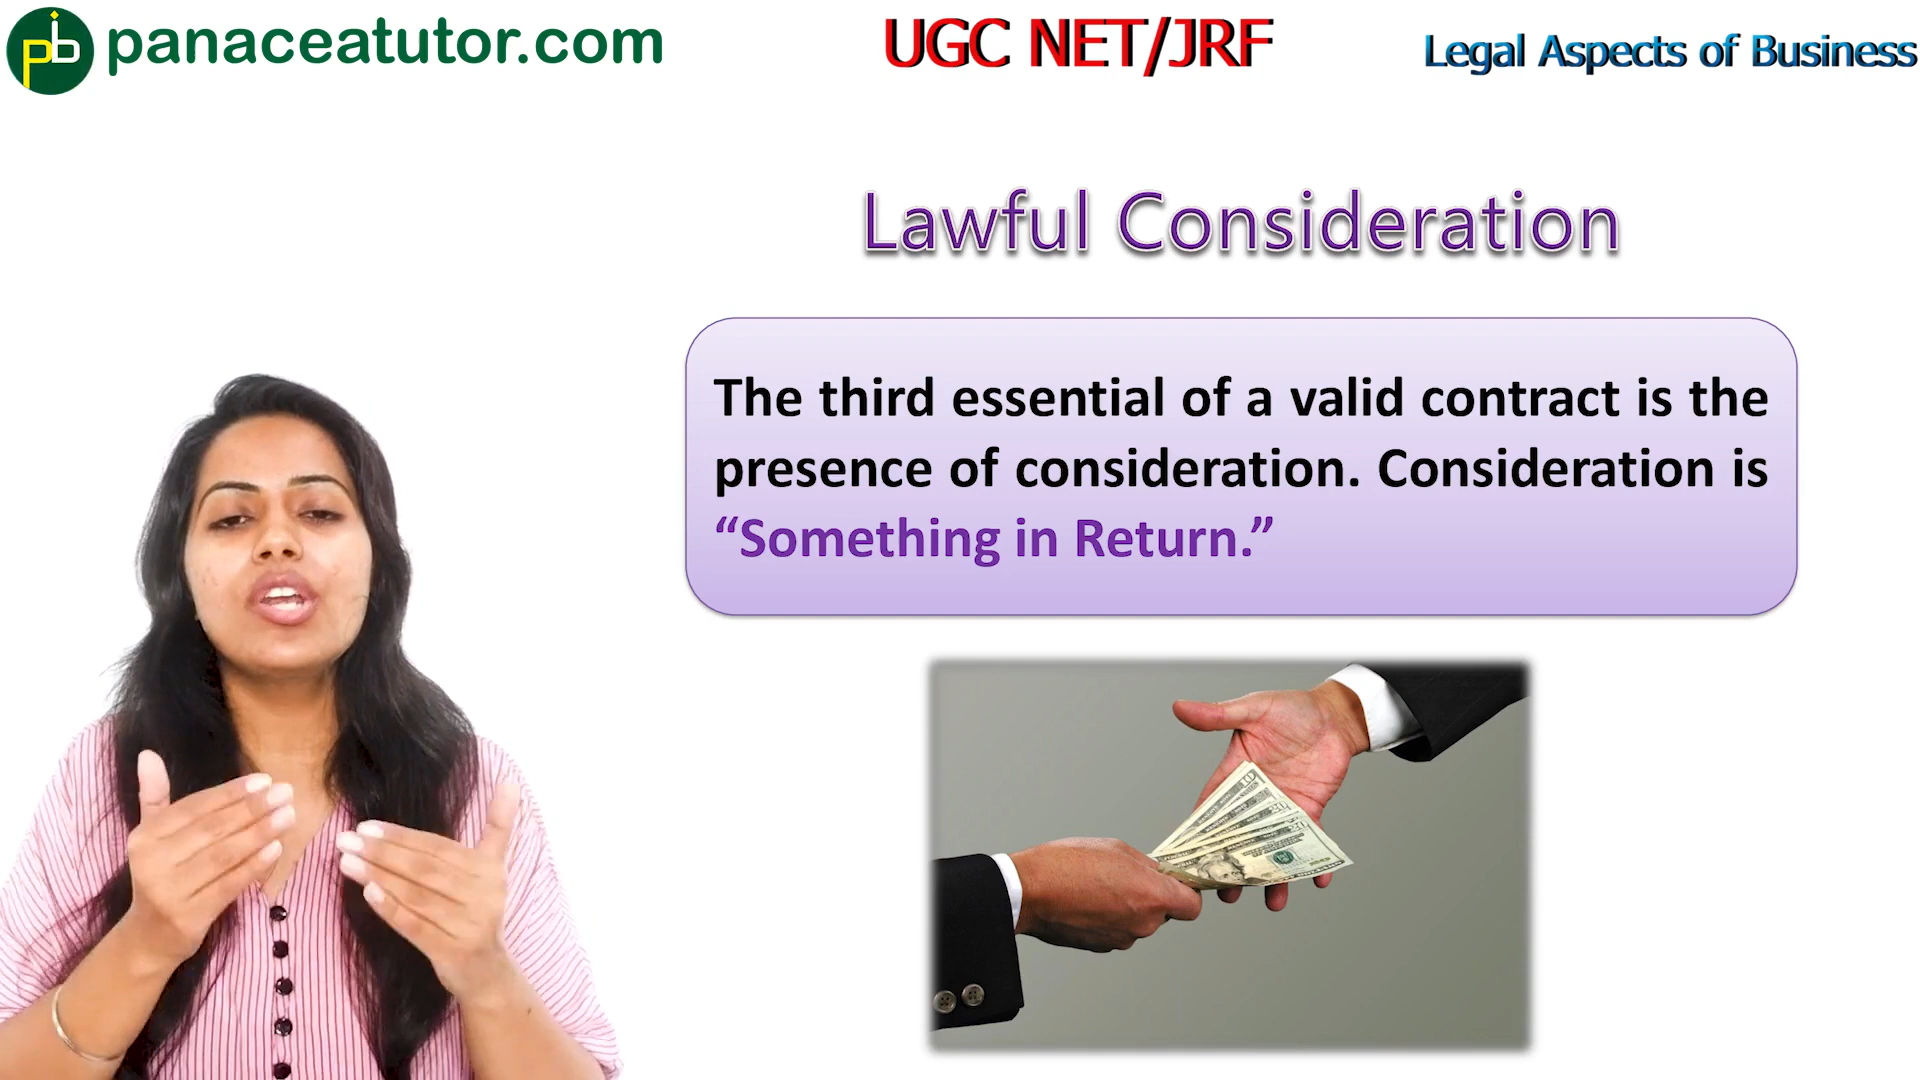 pb panaceatutor.com
UGC NET/JRF
Legal Aspects of Business
Lawful Consideration
The third essential of a valid contract is the
presence of consideration. Consideration is
“Something in Return.”